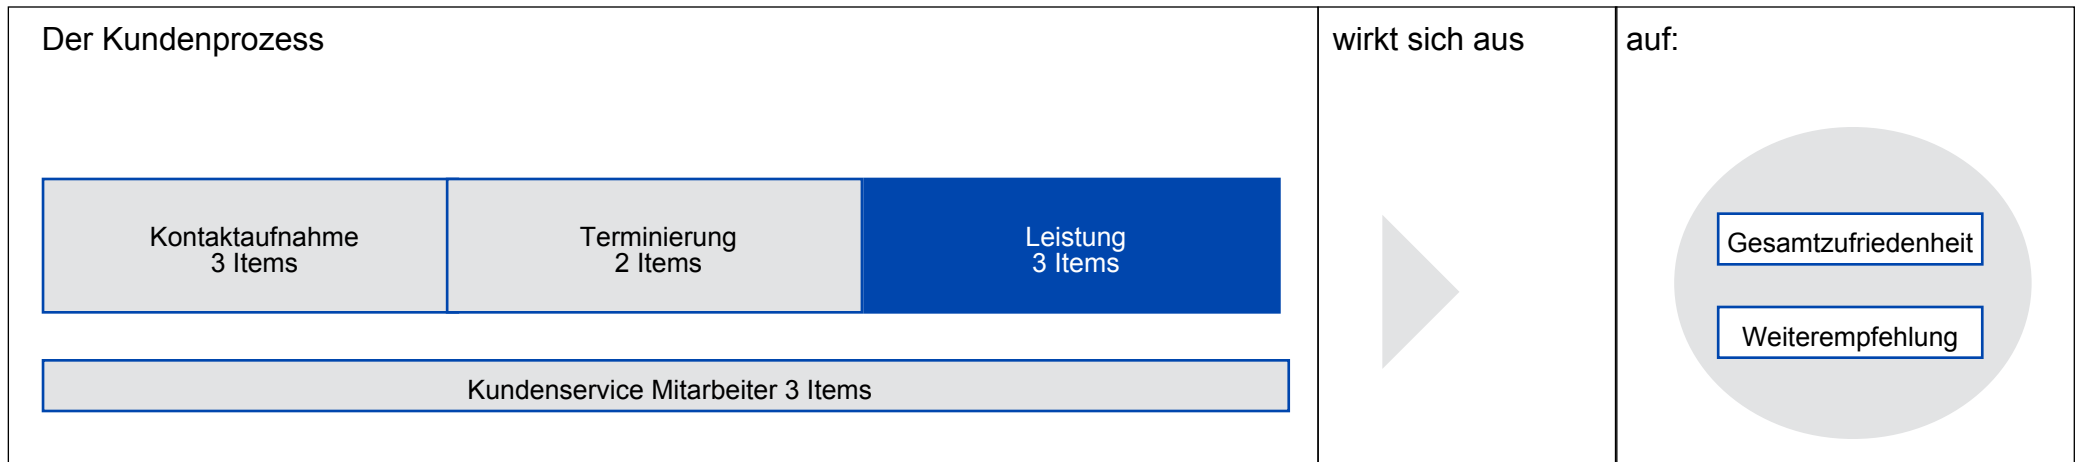 Der Kundenprozess
wirkt sich aus
auf:
Kontaktaufnahme
3 Items
Terminierung
2 Items
Leistung
3 Items
Gesamtzufriedenheit
Weiterempfehlung
Kundenservice Mitarbeiter 3 Items